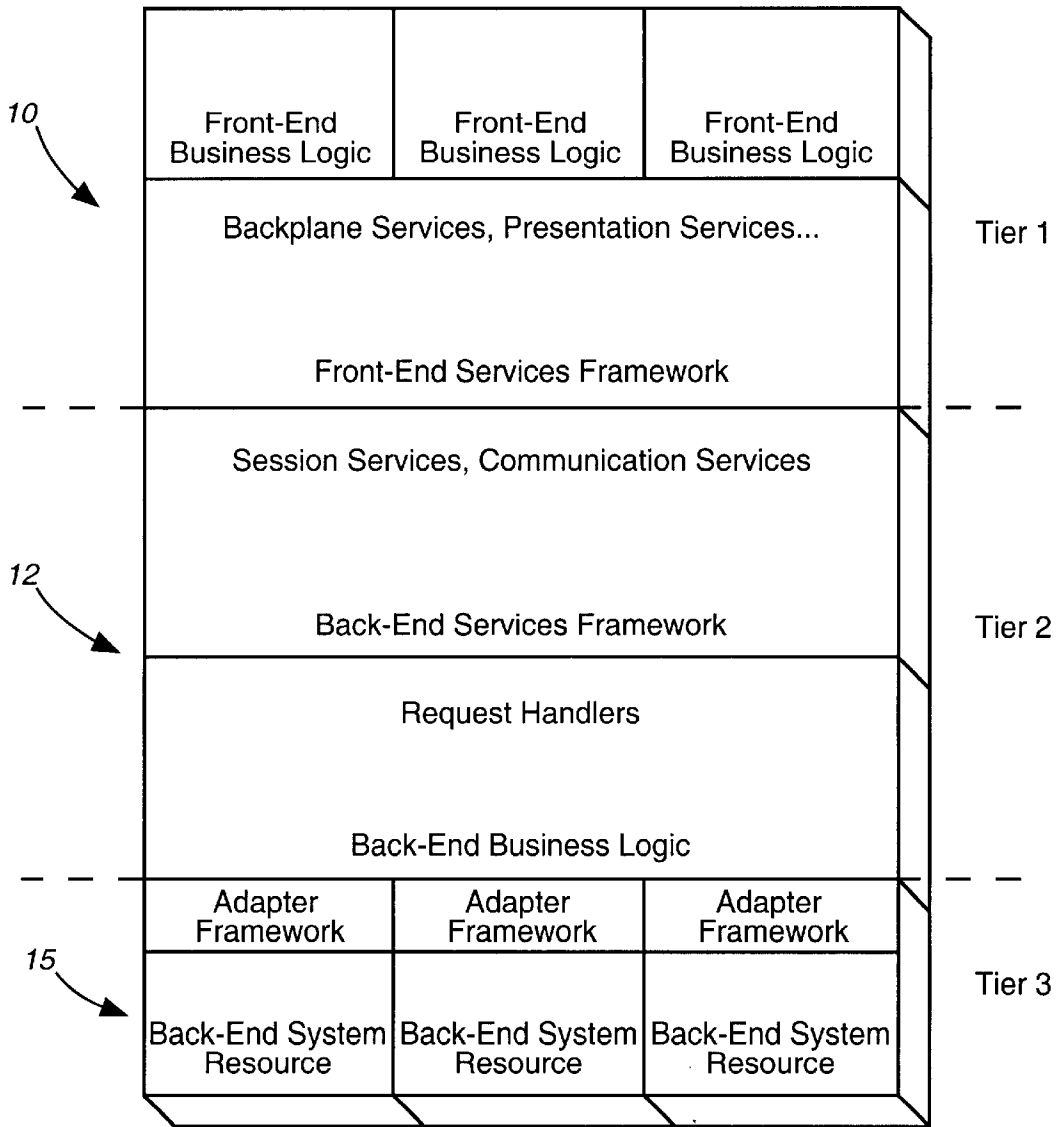 Front-End
Business Logic
Front-End
Business Logic
Front-End
Business Logic
10
Backplane Services, Presentation Services...
Tier 1
Front-End Services Framework
Session Services, Communication Services
12
Back-End Services Framework
Tier 2
Request Handlers
Back-End Business Logic
Adapter
Framework
Adapter
Framework
Adapter
Framework
15
Tier 3
Back-End System
Resource
Back-End System
Resource
Back-End System
Resource